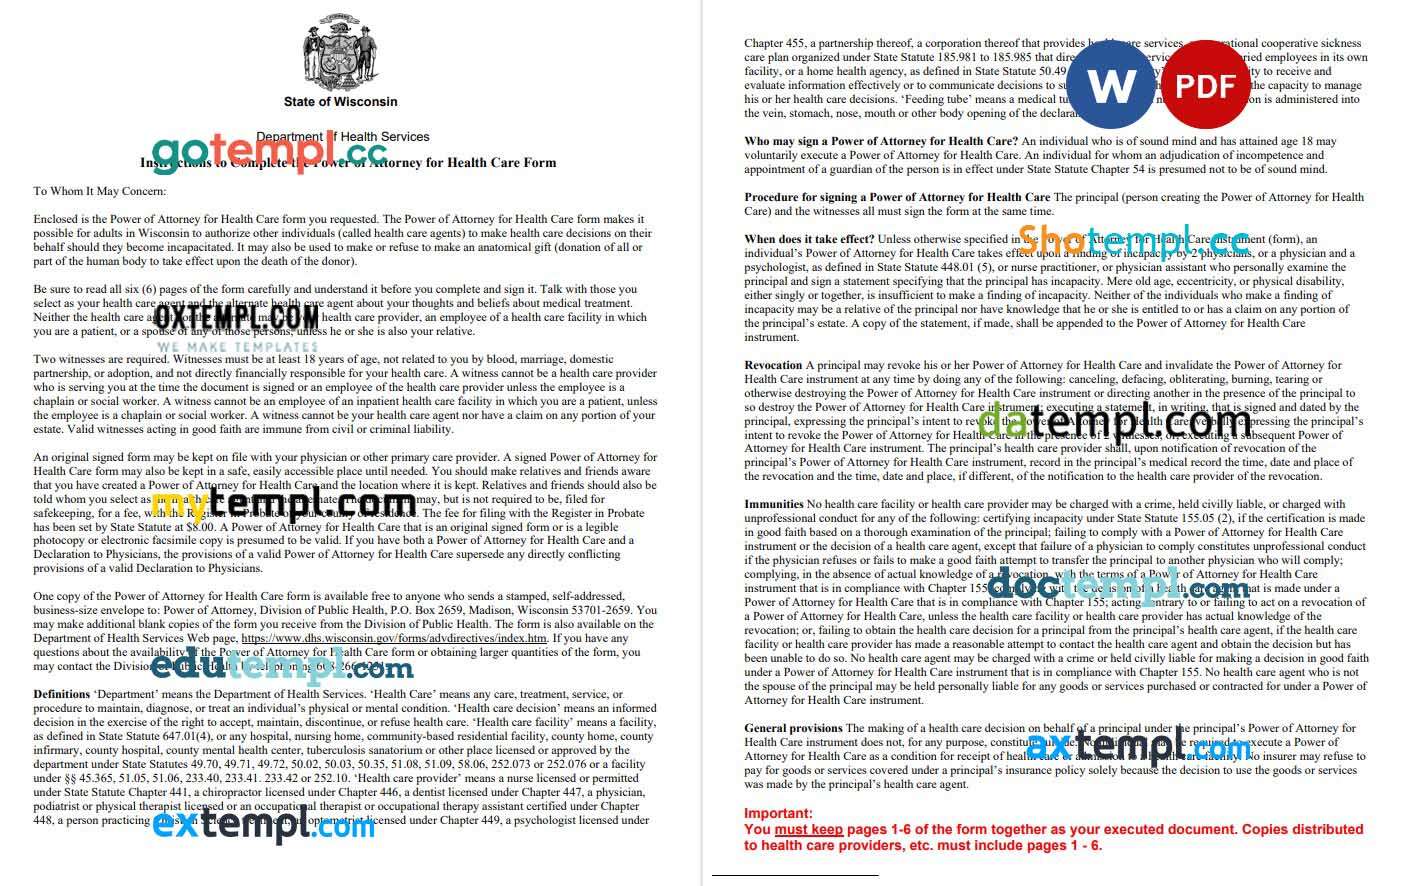 State of Wisconsin
Department of Health Services
Instructions to Complete the Power of Attorney for Health Care Form
gotempl.cc
To Whom It May Concern:
Enclosed is the Power of Attorney for Health Care form you requested. The Power of Attorney for Health Care form makes it
possible for adults in Wisconsin to authorize other individuals (called health care agents) to make health care decisions on their
behalf should they become incapacitated. It may also be used to make or refuse to make an anatomical gift (donation of all or
part of the human body to take effect upon the death of the donor).
Be sure to read all six (6) pages of the form carefully and understand it before you complete and sign it. Talk with those you
select as your health care agent and the alternate health care agent about your thoughts and beliefs about medical treatment.
Neither the health care agent nor the alternate may be your health care provider, an employee of a health care facility in which
you are a patient, or a spouse of any of those persons, unless he or she is also your relative.
OXTEMPL.COM
WE MAKE TEMPLATES
Two witnesses are required. Witnesses must be at least 18 years of age, not related to you by blood, marriage, domestic
partnership, or adoption, and not directly financially responsible for your health care. A witness cannot be a health care provider
who is serving you at the time the document is signed or an employee of the health care provider unless the employee is a
chaplain or social worker. A witness cannot be an employee of an inpatient health care facility in which you are a patient, unless
the employee is a chaplain or social worker. A witness cannot be your health care agent nor have a claim on any portion of your
estate. Valid witnesses acting in good faith are immune from civil or criminal liability.
An original signed form may be kept on file with your physician or other primary care provider. A signed Power of Attorney for
Health Care form may also be kept in a safe, easily accessible place until needed. You should make relatives and friends aware
that you have created a Power of Attorney for Health Care and the location where it is kept. Relatives and friends should also be
told whom you select as may, but is not required to be, filed for
safekeeping, for a fee, with the Register in Probate of your county of residence. The fee for filing with the Register in Probate
has been set by State Statute at $8.00. A Power of Attorney for Health Care that is an original signed form or is a legible
photocopy or electronic facsimile copy is presumed to be valid. If you have both a Power of Attorney for Health Care and a
Declaration to Physicians, the provisions of a valid Power of Attorney for Health Care supersede any directly conflicting
provisions of a valid Declaration to Physicians.
mytempl.com
One copy of the Power of Attorney for Health Care form is available free to anyone who sends a stamped, self-addressed,
business-size envelope to: Power of Attorney, Division of Public Health, P.O. Box 2659, Madison, Wisconsin 53701-2659. You
may make additional blank copies of the form you receive from the Division of Public Health. The form is also available on the
Department of Health Services Web page, https://www.dhs.wisconsin.gov/forms/advdirectives/index.htm. If you have any
questions about the availability of the Power of Attorney for Health Care form or obtaining larger quantities of the form, you
may contact the Division of Public Health
edutempl.com
Definitions ‘Department’ means the Department of Health Services. ‘Health Care’ means any care, treatment, service, or
procedure to maintain, diagnose, or treat an individual’s physical or mental condition. ‘Health care decision’ means an informed
decision in the exercise of the right to accept, maintain, discontinue, or refuse health care. ‘Health care facility’ means a facility,
as defined in State Statute 647.01(4), or any hospital, nursing home, community-based residential facility, county home, county
infirmary, county hospital, county mental health center, tuberculosis sanatorium or other place licensed or approved by the
department under State Statutes 49.70, 49.71, 49.72, 50.02, 50.03, 50.35, 51.08, 51.09, 58.06, 252.073 or 252.076 or a facility
under §§ 45.365, 51.05, 51.06, 233.40, 233.41. 233.42 or 252.10. ‘Health care provider’ means a nurse licensed or permitted
under State Statute Chapter 441, a chiropractor licensed under Chapter 446, a dentist licensed under Chapter 447, a physician,
podiatrist or physical therapist licensed or an occupational therapist or occupational therapy assistant certified under Chapter
448, a person practicing Christian Science treatment, an optometrist licensed under Chapter 449, a psychologist licensed under
extempl.com
Chapter 455, a partnership thereof, a corporation thereof that provides health care services, operational cooperative sickness
care plan organized under State Statute 185.981 to 185.985 that salaried employees in its own
facility, or a home health agency, as defined in State Statute 50.49 to receive and
evaluate information effectively or to communicate decisions to the capacity to manage
his or her health care decisions. ‘Feeding tube’ means a medical is administered into
the vein, stomach, nose, mouth or other body opening of the
W
PDF
Who may sign a Power of Attorney for Health Care? An individual who is of sound mind and has attained age 18 may
voluntarily execute a Power of Attorney for Health Care. An individual for whom an adjudication of incompetence and
appointment of a guardian of the person is in effect under State Statute Chapter 54 is presumed not to be of sound mind.
Procedure for signing a Power of Attorney for Health Care The principal (person creating the Power of Attorney for Health
Care) and the witnesses all must sign the form at the same time.
When does it take effect? Unless otherwise specified in the Power of Attorney for Health Care instrument (form), an
individual’s Power of Attorney for Health Care takes effect upon a finding of incapacity by 2 physicians, or a physician and a
psychologist, as defined in State Statute 448.01 (5), or nurse practitioner, or physician assistant who personally examine the
principal and sign a statement specifying that the principal has incapacity. Mere old age, eccentricity, or physical disability,
either singly or together, is insufficient to make a finding of incapacity. Neither of the individuals who make a finding of
incapacity may be a relative of the principal nor have knowledge that he or she is entitled to or has a claim on any portion of
the principal’s estate. A copy of the statement, if made, shall be appended to the Power of Attorney for Health Care
instrument.
Shotempl.cc
Revocation A principal may revoke his or her Power of Attorney for Health Care and invalidate the Power of Attorney for
Health Care instrument at any time by doing any of the following: canceling, defacing, obliterating, burning, tearing or
otherwise destroying the Power of Attorney for Health Care instrument or directing another in the presence of the principal to
so destroy the Power of Attorney for Health Care instrument; executing a statement, in writing, that is signed and dated by the
principal, expressing the principal’s intent to revoke the Power of Attorney for Health Care; verbally expressing the principal’s
intent to revoke the Power of Attorney for Health Care in the presence of 2 witnesses; or, executing a subsequent Power of
Attorney for Health Care instrument. The principal’s health care provider shall, upon notification of revocation of the
principal’s Power of Attorney for Health Care instrument, record in the principal’s medical record the time, date and place of
the revocation and the time, date and place, if different, of the notification to the health care provider of the revocation.
datempl.com
Immunities No health care facility or health care provider may be charged with a crime, held civilly liable, or charged with
unprofessional conduct for any of the following: certifying incapacity under State Statute 155.05 (2), if the certification is made
in good faith based on a thorough examination of the principal; failing to comply with a Power of Attorney for Health Care
instrument or the decision of a health care agent, except that failure of a physician to comply constitutes unprofessional conduct
if the physician refuses or fails to make a good faith attempt to transfer the principal to another physician who will comply;
complying, in the absence of actual knowledge of a revocation, with the terms of a Power of Attorney for Health Care
instrument that is in compliance with Chapter 155 that is made under a
Power of Attorney for Health Care that is in compliance with Chapter 155; acting contrary to or failing to act on a revocation of
a Power of Attorney for Health Care, unless the health care facility or health care provider has actual knowledge of the
revocation; or, failing to obtain the health care decision for a principal from the principal’s health care agent, if the health care
facility or health care provider has made a reasonable attempt to contact the health care agent and obtain the decision but has
been unable to do so. No health care agent may be charged with a crime or held civilly liable for making a decision in good faith
under a Power of Attorney for Health Care instrument that is in compliance with Chapter 155. No health care agent who is not
the spouse of the principal may be held personally liable for any goods or services purchased or contracted for under a Power of
Attorney for Health Care instrument.
doctempl.com
General provisions The making of a health care decision on behalf of a principal under the principal’s Power of Attorney for
Health Care instrument does not, for any purpose, constitute execute a Power of
Attorney for Health Care as a condition for receipt of health No insurer may refuse to
pay for goods or services covered under a principal’s insurance policy solely because the decision to use the goods or services
was made by the principal’s health care agent.
axtempl.com
Important:
You must keep pages 1-6 of the form together as your executed document. Copies distributed
to health care providers, etc. must include pages 1 - 6.